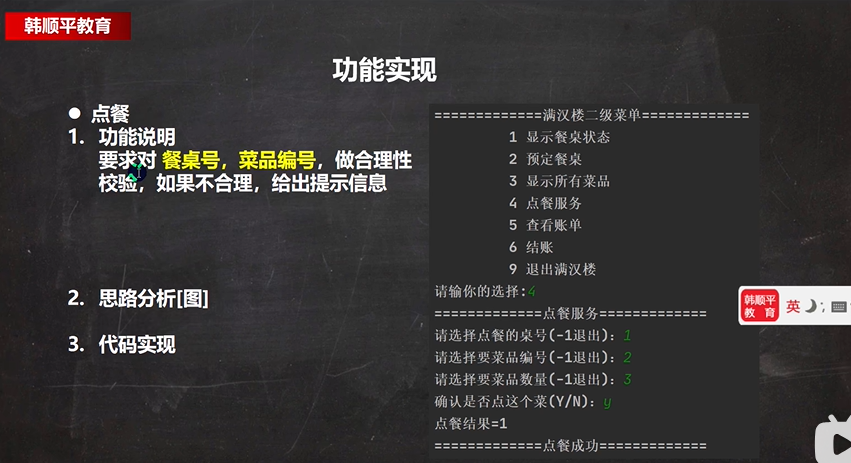 韩顺平教育
功能实现
● 点餐
1. 功能说明
要求对 餐桌号，菜品编号，做合理性
校验，如果不合理，给出提示信息
2. 思路分析[图]
3. 代码实现
=============满汉楼二级菜单=============
1 显示餐桌状态
2 预定餐桌
3 显示所有菜品
4 点餐服务
5 查看账单
6 结账
9 退出满汉楼
请输你的选择:4
=============点餐服务=============
请选择点餐的桌号(-1退出): 1
请选择要菜品编号(-1退出): 2
请选择要菜品数量(-1退出): 3
确认是否点这个菜(Y/N): y
点餐结果=1
=============点餐成功=============
韩顺平
教 育
英